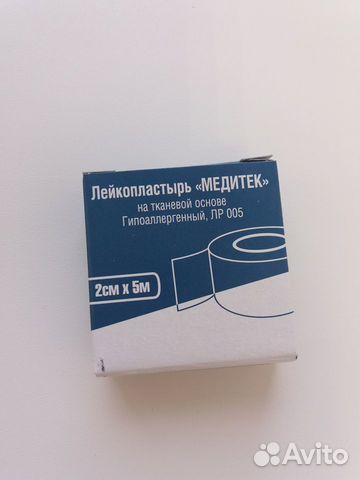 Лейкопластырь «МЕДИТЕК»
на тканевой основе
Гипоаллергенный, ЛР 005
2см х 5м
Avito